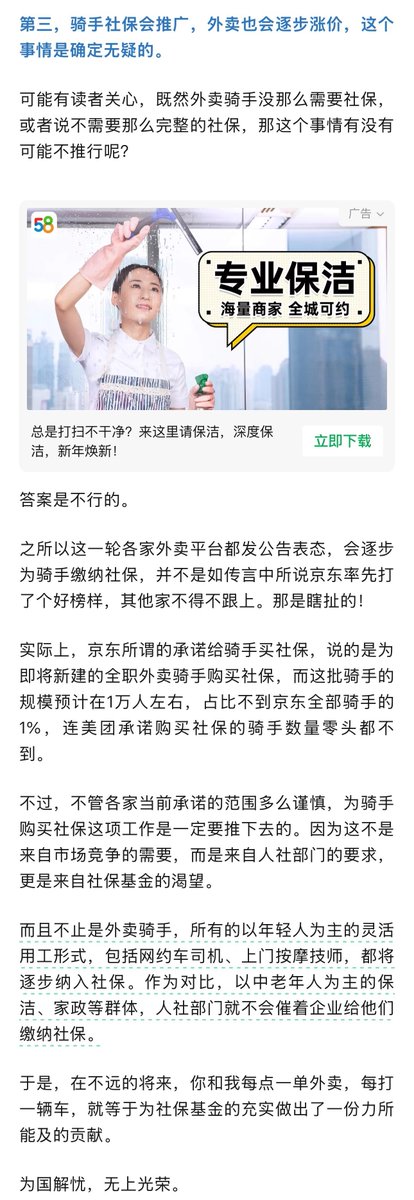 第三，骑手社保会推广，外卖也会逐步涨价，这个
事情是确定无疑的。
可能有读者关心，既然外卖骑手没那么需要社保，
或者说不需要那么完整的社保，那这个事情有没有
可能不推行呢？
58
广告
专业保洁
海量商家 全城可约
总是打扫不干净？来这里请保洁，深度保
洁，新年焕新！
立即下载
答案是不行的。
之所以这一轮各家外卖平台都发公告表态，会逐步
为骑手缴纳社保，并不是如传言中所说京东率先打
了个好榜样，其他家不得不跟上。那是瞎扯的！
实际上，京东所谓的承诺给骑手买社保，说的是为
即将新建的全职外卖骑手购买社保，而这批骑手的
规模预计在1万人左右，占比不到京东全部骑手的
1%，连美团承诺购买社保的骑手数量零头都不
到。
不过，不管各家当前承诺的范围多么谨慎，为骑手
购买社保这项工作是一定要推下去的。因为这不是
来自市场竞争的需要，而是来自人社部门的要求，
更是来自社保基金的渴望。
而且不止是外卖骑手，所有的以年轻人为主的灵活
用工形式，包括网约车司机、上门按摩技师，都将
逐步纳入社保。作为对比，以中老年人为主的保
洁、家政等群体，人社部门就不会催着企业给他们
缴纳社保。
于是，在不远的将来，你和我每点一单外卖，每打
一辆车，就等于为社保基金的充实做出了一份力所
能及的贡献。
为国解忧，无上光荣。